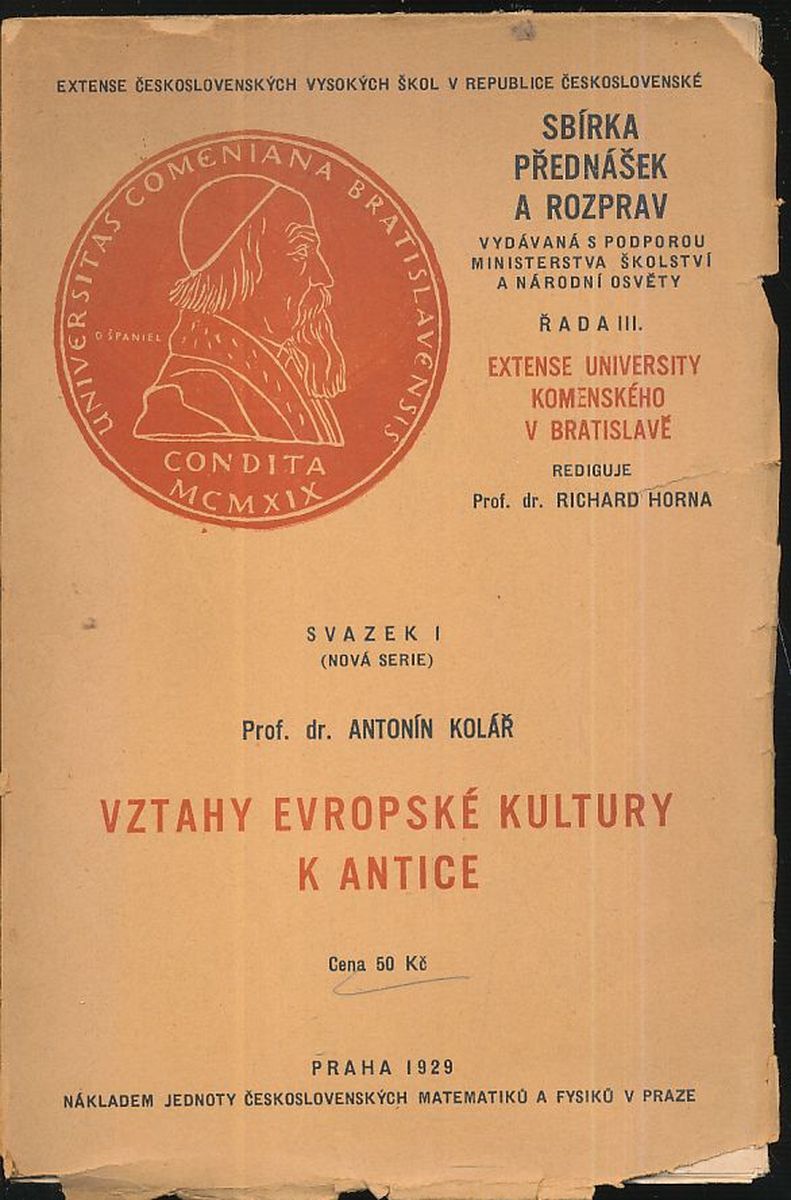 EXTENSE ČESKOSLOVENSKÝCH VYSOKÝCH ŠKOL V REPUBLICE ČESKOSLOVENSKÉ
UNIVERSITAS COMENIANA BRATISLAVENSIS
O ŠPANIEL
CONDITA
MCMXIX
SBÍRKA
PŘEDNÁŠEK
A ROZPRAV
VYDÁVANÁ S PODPOROU
MINISTERSTVA ŠKOLSTVÍ
A NÁRODNÍ OSVĚTY
ŘADA III.
EXTENSE UNIVERSITY
KOMENSKÉHO
V BRATISLAVĚ
REDIGUJE
Prof. dr. RICHARD HORNA
SVAZEK I
(NOVÁ SERIE)
Prof. dr. ANTONÍN KOLÁŘ
VZTAHY EVROPSKÉ KULTURY
K ANTICE
Cena 50 Kč
PRAHA 1929
NÁKLADEM JEDNOTY ČESKOSLOVENSKÝCH MATEMATIKŮ A FYSIKŮ V PRAZE